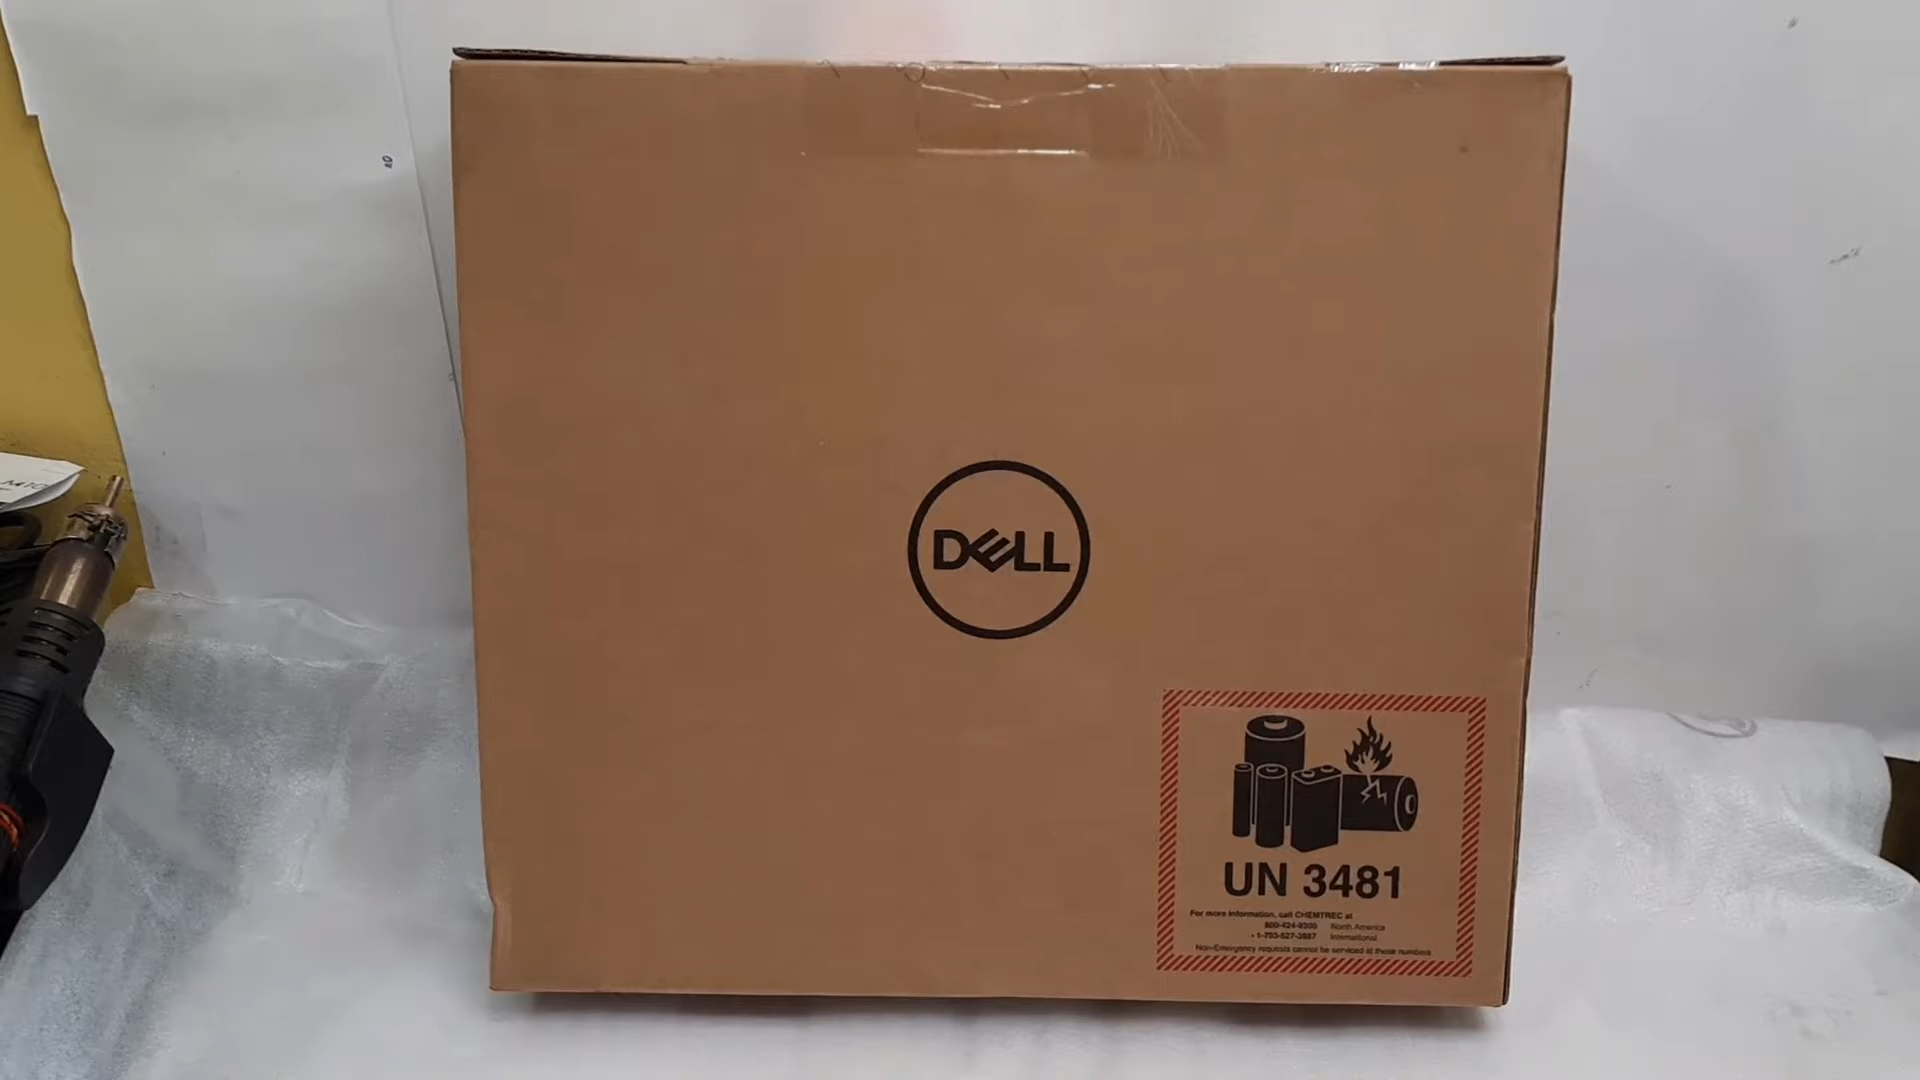 DELL
UN 3481
For more information, call CHEMTREC at
800-424-9300 North America
+ 1-703-527-3887 International
Non-Emergency requests cannot be serviced at these numbers